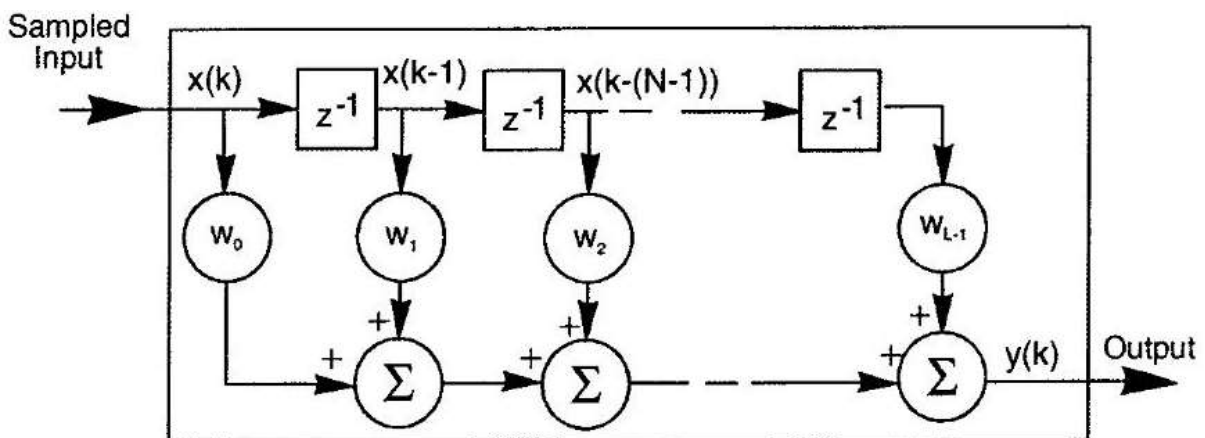 Sampled
Input
x(k)
x(k-1)
x(k-(N-1))
z⁻¹
z⁻¹
z⁻¹
w₀
w₁
w₂
w_L-1
+
+
+
+
+
+
Σ
Σ
Σ
y(k)
Output